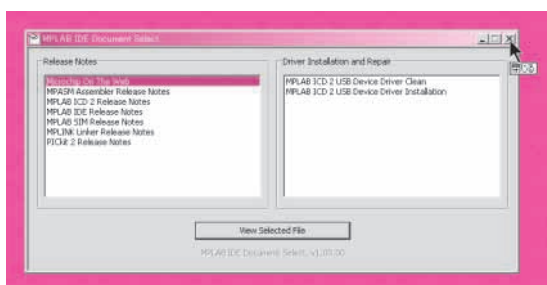 MPLAB IDE Document Select
Release Notes
Microchip On The Web
MPASM Assembler Release Notes
MPLAB ICD 2 Release Notes
MPLAB IDE Release Notes
MPLAB SIM Release Notes
MPLINK Linker Release Notes
PICkit 2 Release Notes
Driver Installation and Repair
MPLAB ICD 2 USB Device Driver Clean
MPLAB ICD 2 USB Device Driver Installation
View Selected File
MPLAB IDE Document Select, v1.03.00